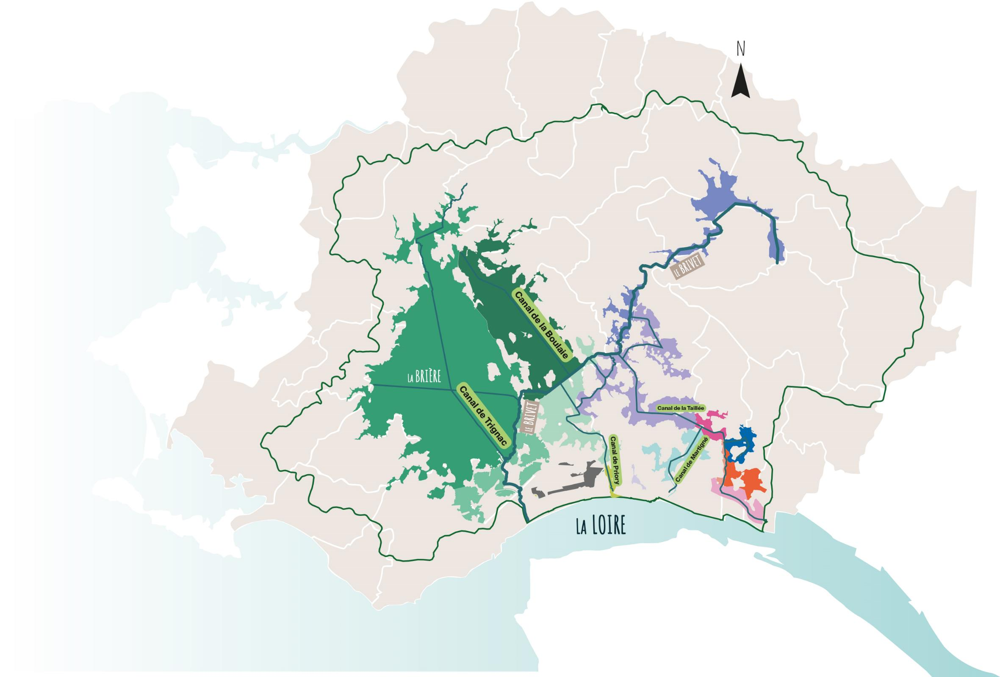 N
LE BRIVET
Canal de la Boulaie
LA BRIÈRE
Canal de Trignac
LE BRIVET
Canal de la Taillée
Canal de Priory
Canal de Martigné
LA LOIRE